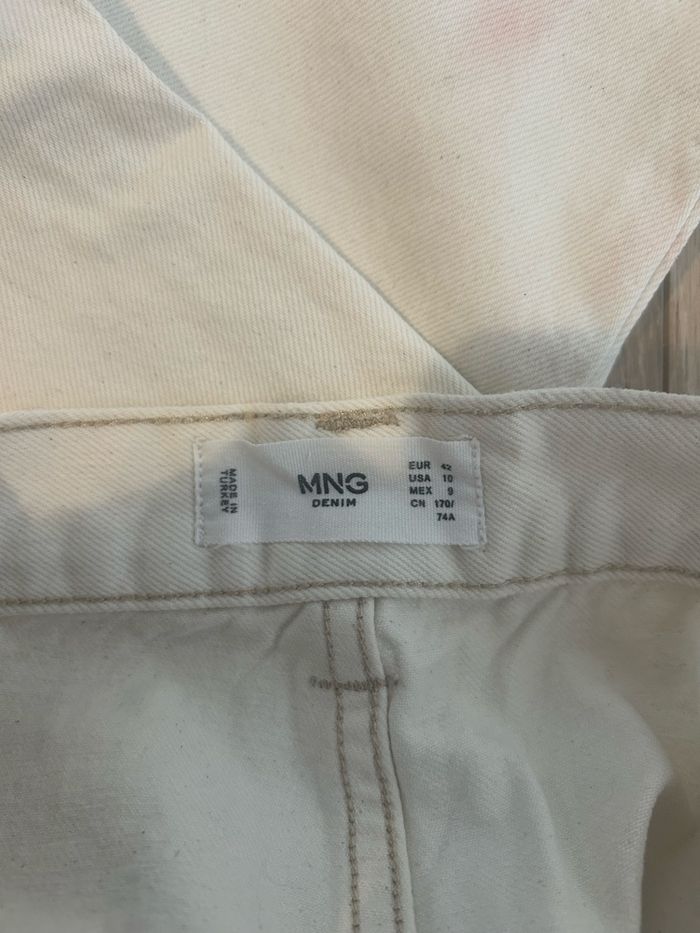 MADE IN
TURKEY
MNG
DENIM
EUR 42
USA 10
MEX 9
CN 170/
74A